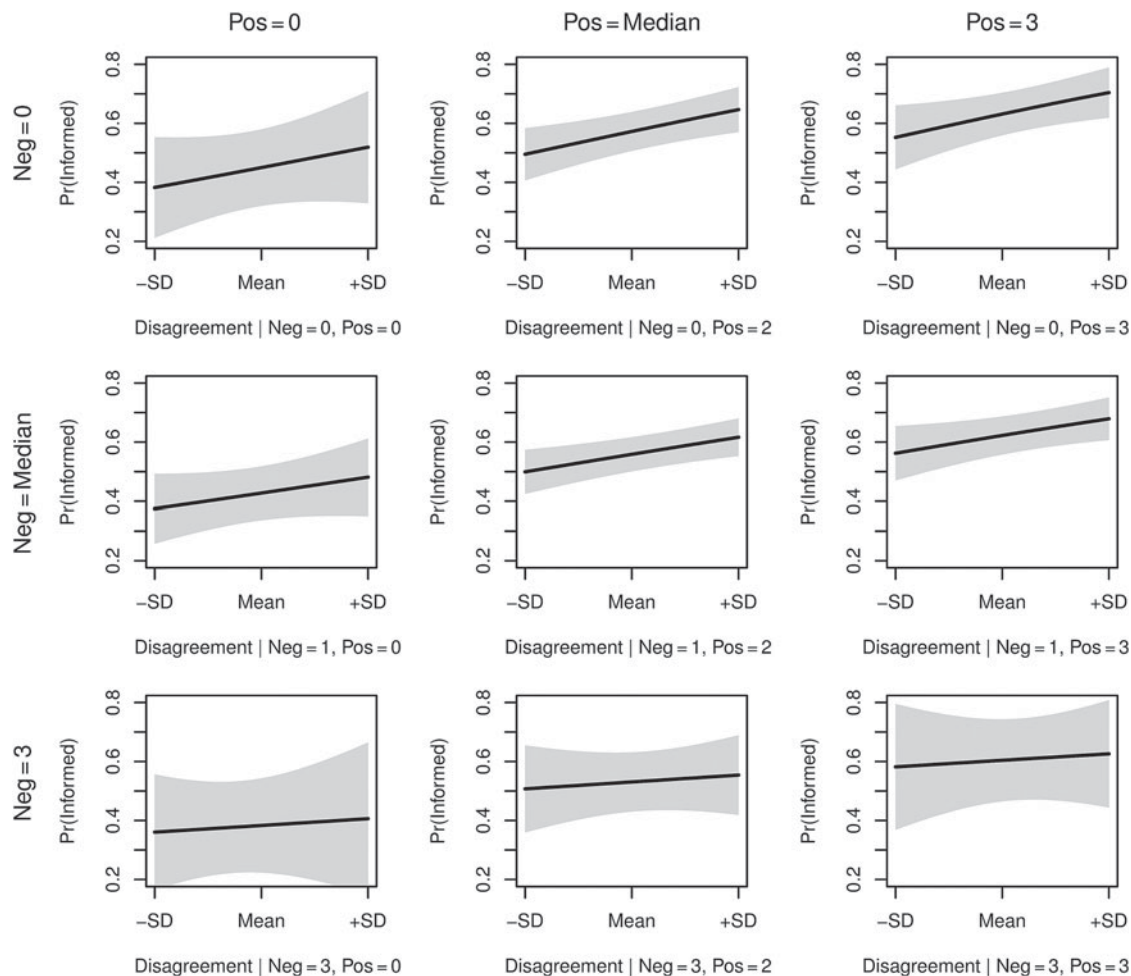 Pos=0 Pos=Median Pos=3
Neg=0
Pr(Informed) Pr(Informed) Pr(Informed)
0.8 0.8 0.8
0.6 0.6 0.6
0.4 0.4 0.4
0.2 0.2 0.2
−SD Mean +SD −SD Mean +SD −SD Mean +SD
Disagreement | Neg=0, Pos=0 Disagreement | Neg=0, Pos=2 Disagreement | Neg=0, Pos=3
Neg=Median
Pr(Informed) Pr(Informed) Pr(Informed)
0.8 0.8 0.8
0.6 0.6 0.6
0.4 0.4 0.4
0.2 0.2 0.2
−SD Mean +SD −SD Mean +SD −SD Mean +SD
Disagreement | Neg=1, Pos=0 Disagreement | Neg=1, Pos=2 Disagreement | Neg=1, Pos=3
Neg=3
Pr(Informed) Pr(Informed) Pr(Informed)
0.8 0.8 0.8
0.6 0.6 0.6
0.4 0.4 0.4
0.2 0.2 0.2
−SD Mean +SD −SD Mean +SD −SD Mean +SD
Disagreement | Neg=3, Pos=0 Disagreement | Neg=3, Pos=2 Disagreement | Neg=3, Pos=3